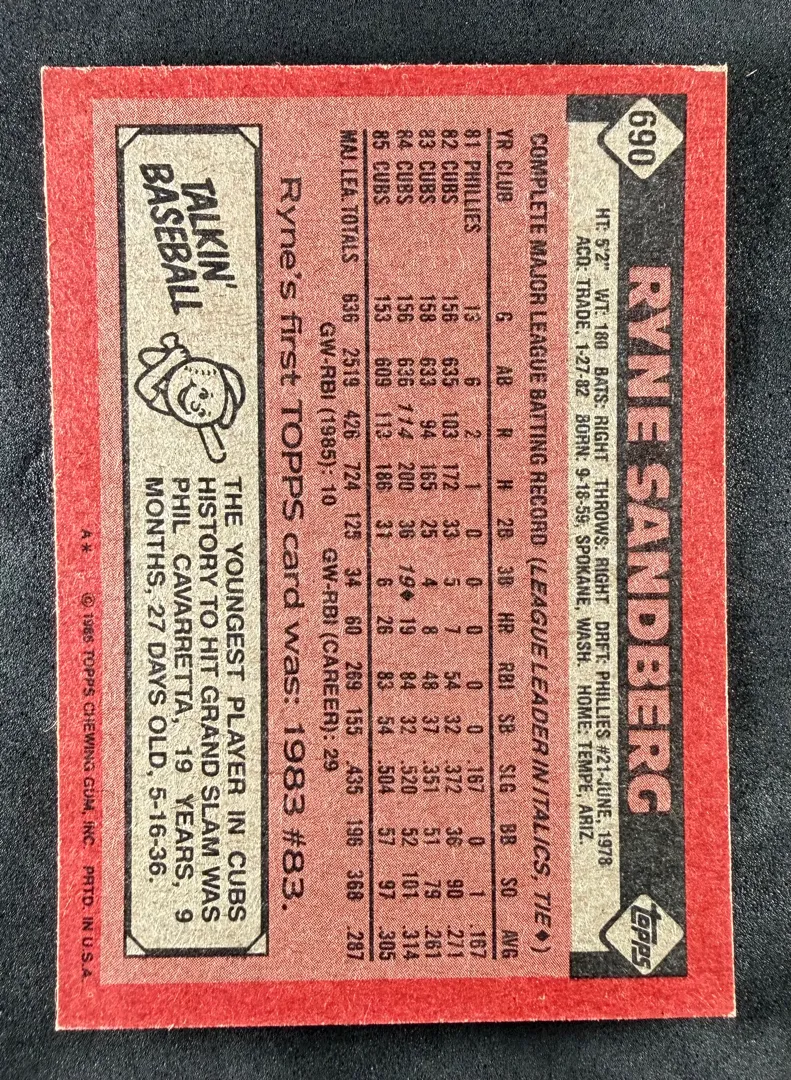 690
RYNE SANDBERG
TOPPS
HT: 5'2" WT: 180 BATS: RIGHT THROWS: RIGHT DRFT: PHILLIES #21-JUNE, 1978
ACQ: TRADE, 1-27-82 BORN: 9-18-59, SPOKANE, WASH. HOME: TEMPE, ARIZ.
COMPLETE MAJOR LEAGUE BATTING RECORD (LEAGUE LEADER IN ITALICS, TIE♦)
YR CLUB G AB R H 2B 3B HR RBI SB SLG BB SO AVG
81 PHILLIES 13 6 2 1 0 0 0 0 0 .167 0 1 .167
82 CUBS 156 635 103 172 33 5 7 54 32 .372 36 90 .271
83 CUBS 158 633 94 165 25 4 8 48 37 .351 51 79 .261
84 CUBS 156 636 114 200 36 19♦ 19 84 32 .520 52 101 .314
85 CUBS 153 609 113 186 31 6 26 83 54 .504 57 97 .305
MAJ. LEA. TOTALS 636 2519 426 724 125 34 60 269 155 .435 196 368 .287
GW-RBI (1985): 10 GW-RBI (CAREER): 29
Ryne's first TOPPS card was: 1983 #83.
TALKIN' BASEBALL
THE YOUNGEST PLAYER IN CUBS
HISTORY TO HIT GRAND SLAM WAS
PHIL CAVARRETTA, 19 YEARS, 9
MONTHS, 27 DAYS OLD, 5-16-36.
A* © 1986 TOPPS CHEWING GUM, INC. PRTD. IN U.S.A.